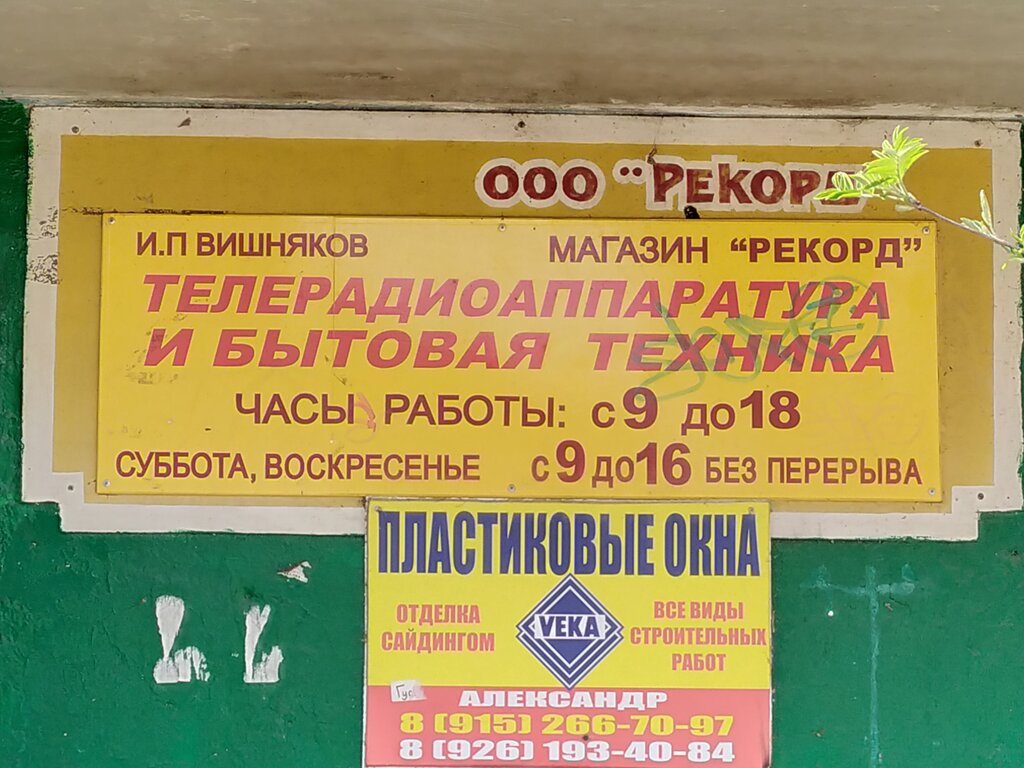 ООО "РЕКОРД
И.П ВИШНЯКОВ МАГАЗИН "РЕКОРД"
ТЕЛЕРАДИОАППАРАТУРА
И БЫТОВАЯ ТЕХНИКА
ЧАСЫ РАБОТЫ: с 9 до 18
СУББОТА, ВОСКРЕСЕНЬЕ с 9 до 16 БЕЗ ПЕРЕРЫВА
ПЛАСТИКОВЫЕ ОКНА
ОТДЕЛКА
САЙДИНГОМ
VEKA
ВСЕ ВИДЫ
СТРОИТЕЛЬНЫХ
РАБОТ
АЛЕКСАНДР
8 (915) 266-70-97
8 (926) 193-40-84